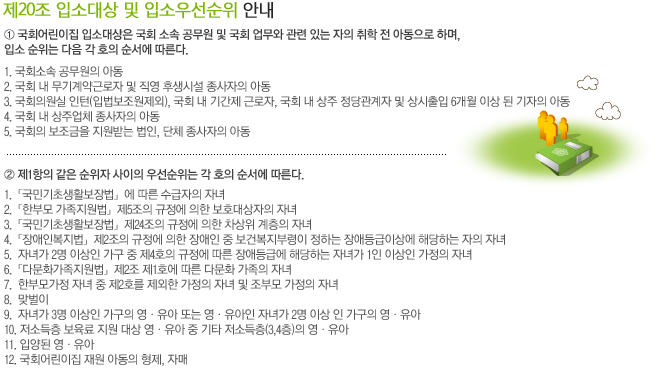 제20조 입소대상 및 입소우선순위 안내
① 국회어린이집 입소대상은 국회 소속 공무원 및 국회 업무와 관련 있는 자의 취학 전 아동으로 하며,
입소 순위는 다음 각 호의 순서에 따른다.
1. 국회소속 공무원의 아동
2. 국회 내 무기계약근로자 및 직영 후생시설 종사자의 아동
3. 국회의원실 인턴(입법보조원제외), 국회 내 기간제 근로자, 국회 내 상주 정당관계자 및 상시출입 6개월 이상 된 기자의 아동
4. 국회 내 상주업체 종사자의 아동
5. 국회의 보조금을 지원받는 법인, 단체 종사자의 아동
② 제1항의 같은 순위자 사이의 우선순위는 각 호의 순서에 따른다.
1. 「국민기초생활보장법」에 따른 수급자의 자녀
2. 「한부모 가족지원법」제5조의 규정에 의한 보호대상자의 자녀
3. 「국민기초생활보장법」제24조의 규정에 의한 차상위 계층의 자녀
4. 「장애인복지법」제2조의 규정에 의한 장애인 중 보건복지부령이 정하는 장애등급이상에 해당하는 자의 자녀
5. 자녀가 2명 이상인 가구 중 제4호의 규정에 따른 장애등급에 해당하는 자녀가 1인 이상인 가정의 자녀
6. 「다문화가족지원법」제2조 제1호에 따른 다문화 가족의 자녀
7. 한부모가정 자녀 중 제2호를 제외한 가정의 자녀 및 조부모 가정의 자녀
8. 맞벌이
9. 자녀가 3명 이상인 가구의 영·유아 또는 영·유아인 자녀가 2명 이상 인 가구의 영·유아
10. 저소득층 보육료 지원 대상 영·유아 중 기타 저소득층(3,4층)의 영·유아
11. 입양된 영·유아
12. 국회어린이집 재원 아동의 형제, 자매